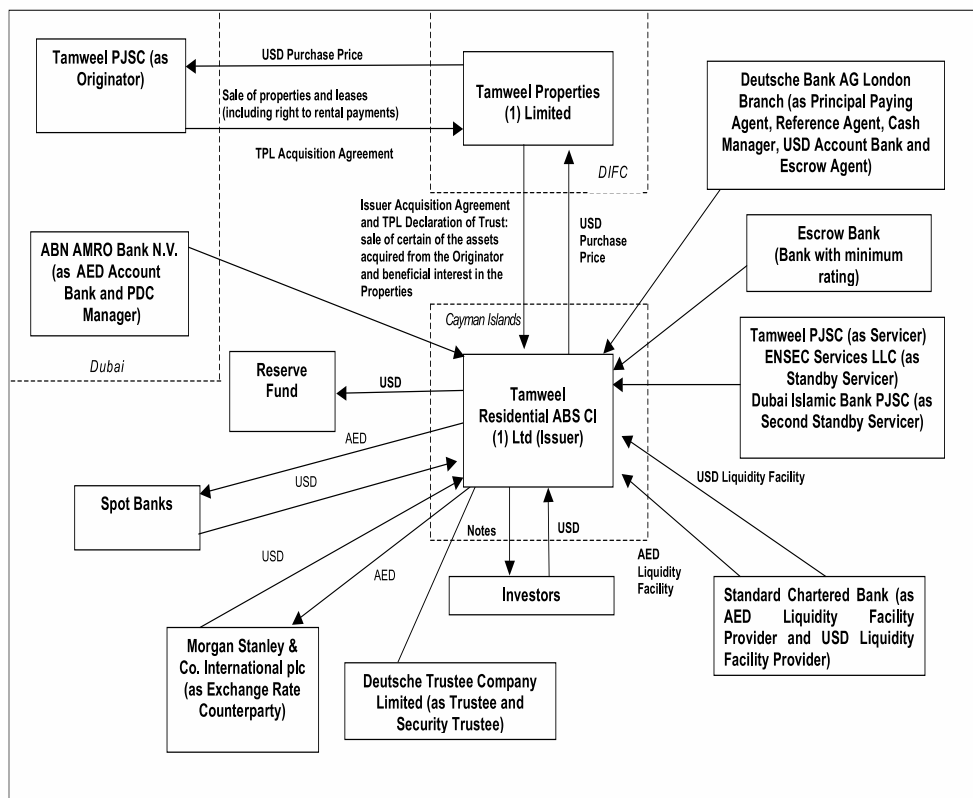 Tamweel PJSC (as
Originator)
USD Purchase Price
Sale of properties and leases
(including right to rental payments)
TPL Acquisition Agreement
Tamweel Properties
(1) Limited
DIFC
Deutsche Bank AG London
Branch (as Principal Paying
Agent, Reference Agent, Cash
Manager, USD Account Bank and
Escrow Agent)
Issuer Acquisition Agreement
and TPL Declaration of Trust:
sale of certain of the assets
acquired from the Originator
and beneficial interest in the
Properties
USD
Purchase
Price
ABN AMRO Bank N.V.
(as AED Account
Bank and PDC
Manager)
Dubai
Escrow Bank
(Bank with minimum
rating)
Cayman Islands
Reserve
Fund
USD
Tamweel
Residential ABS CI
(1) Ltd (Issuer)
Tamweel PJSC (as Servicer)
ENSEC Services LLC (as
Standby Servicer)
Dubai Islamic Bank PJSC (as
Second Standby Servicer)
AED
USD
Spot Banks
USD Liquidity Facility
USD
AED
Notes
USD
AED
Liquidity
Facility
Investors
Standard Chartered Bank (as
AED Liquidity Facility
Provider and USD Liquidity
Facility Provider)
Morgan Stanley &
Co. International plc
(as Exchange Rate
Counterparty)
Deutsche Trustee Company
Limited (as Trustee and
Security Trustee)